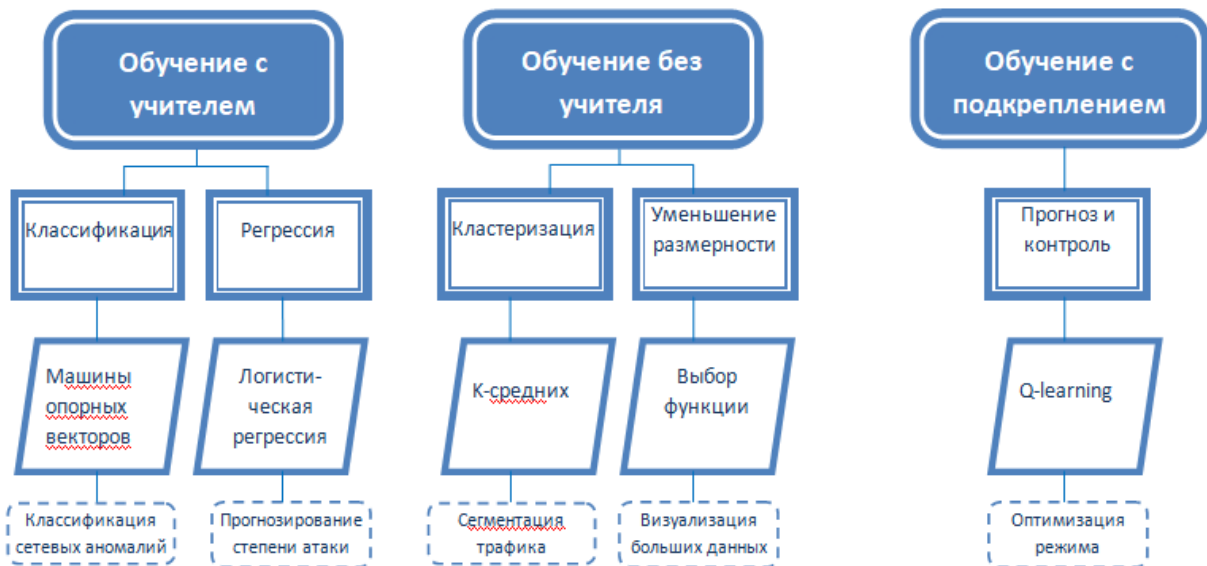 Обучение с
учителем
Обучение без
учителя
Обучение с
подкреплением
Классификация
Регрессия
Кластеризация
Уменьшение
размерности
Прогноз и
контроль
Машины
опорных
векторов
Логисти-
ческая
регрессия
K-средних
Выбор
функции
Q-learning
Классификация
сетевых аномалий
Прогнозирование
степени атаки
Сегментация
трафика
Визуализация
больших данных
Оптимизация
режима